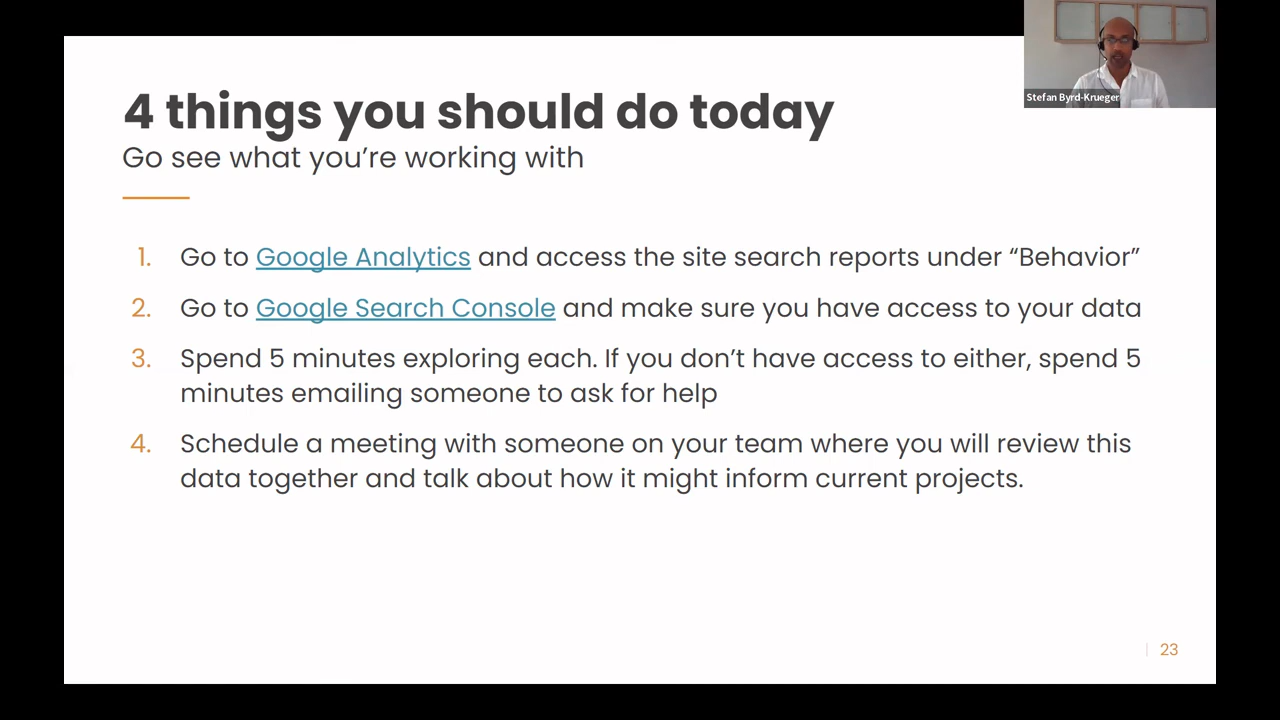 Stefan Byrd-Krueger
4 things you should do today
Go see what you’re working with
1. Go to Google Analytics and access the site search reports under “Behavior”
2. Go to Google Search Console and make sure you have access to your data
3. Spend 5 minutes exploring each. If you don’t have access to either, spend 5
minutes emailing someone to ask for help
4. Schedule a meeting with someone on your team where you will review this
data together and talk about how it might inform current projects.
23